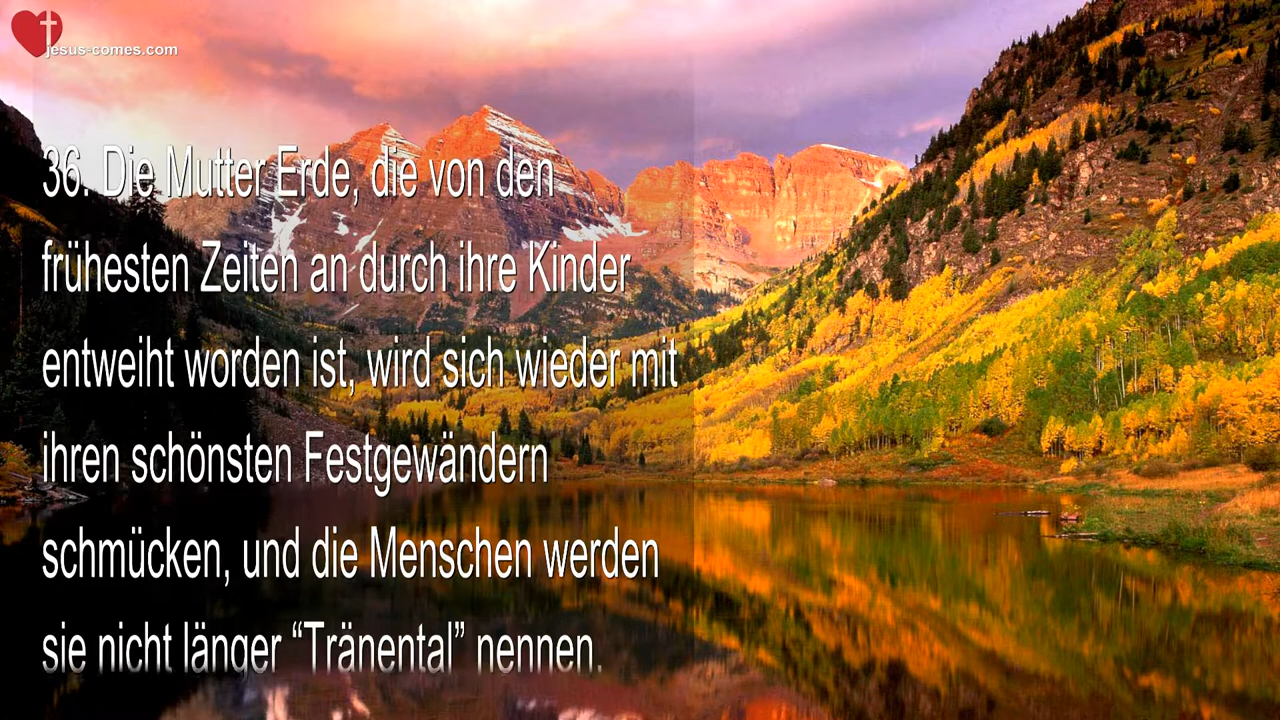 jesus-comes.com
36. Die Mutter Erde, die von den
frühesten Zeiten an durch ihre Kinder
entweiht worden ist, wird sich wieder mit
ihren schönsten Festgewändern
schmücken, und die Menschen werden
sie nicht länger “Tränental” nennen.